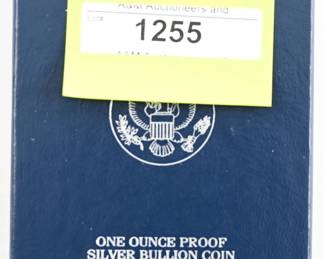 A&M Auctioneers and
1255
ONE OUNCE PROOF
SILVER BULLION COIN